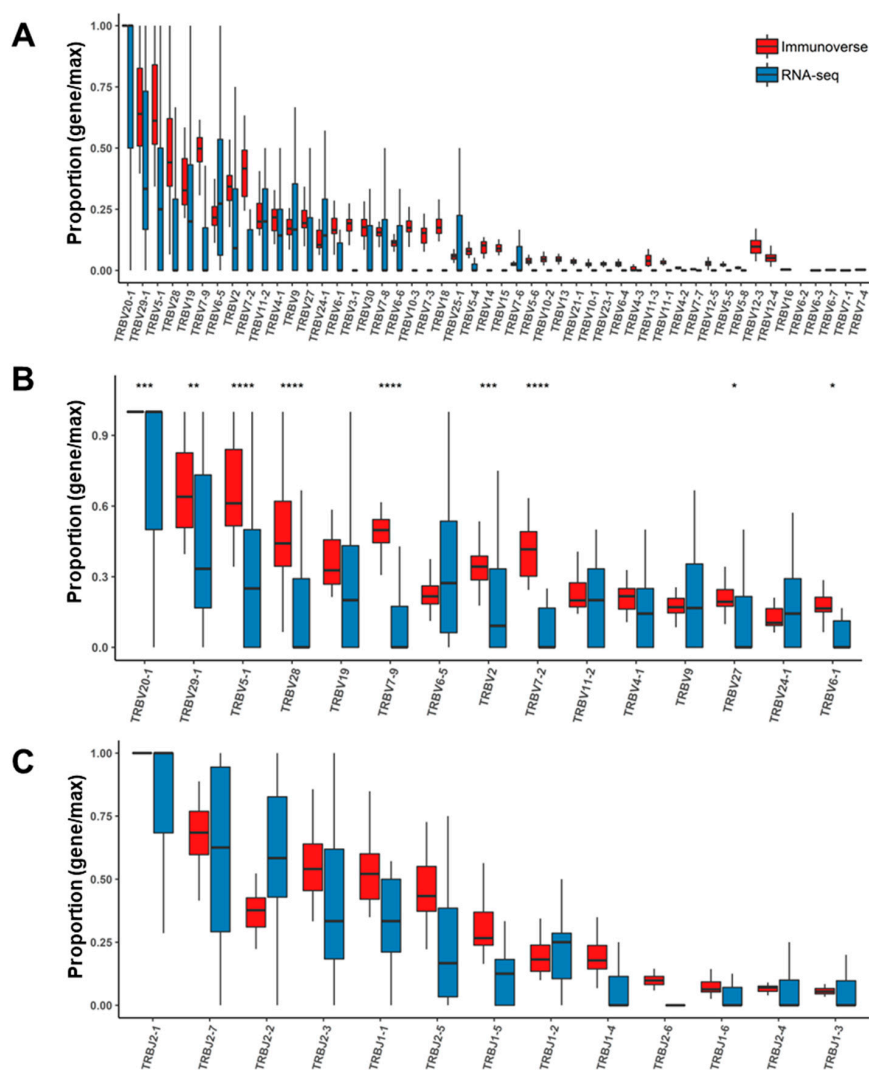 A
Proportion (gene/max)
1.00
0.75
0.50
0.25
0.00
Immunoverse
RNA-seq
TRBV20-1
TRBV29-1
TRBV5-1
TRBV28
TRBV19
TRBV7-9
TRBV6-5
TRBV2
TRBV7-2
TRBV11-2
TRBV4-1
TRBV9
TRBV27
TRBV24-1
TRBV6-1
TRBV3-1
TRBV30
TRBV7-8
TRBV6-6
TRBV10-3
TRBV7-3
TRBV18
TRBV25-1
TRBV5-4
TRBV14
TRBV15
TRBV7-6
TRBV5-6
TRBV10-2
TRBV13
TRBV21-1
TRBV10-1
TRBV23-1
TRBV6-4
TRBV4-3
TRBV11-3
TRBV11-1
TRBV4-2
TRBV7-7
TRBV12-5
TRBV5-5
TRBV5-8
TRBV12-3
TRBV12-4
TRBV16
TRBV6-2
TRBV6-3
TRBV6-7
TRBV7-1
TRBV7-4
B
Proportion (gene/max)
0.9
0.6
0.3
0.0
*** ** **** **** **** *** **** * *
TRBV20-1
TRBV29-1
TRBV5-1
TRBV28
TRBV19
TRBV7-9
TRBV6-5
TRBV2
TRBV7-2
TRBV11-2
TRBV4-1
TRBV9
TRBV27
TRBV24-1
TRBV6-1
C
Proportion (gene/max)
1.00
0.75
0.50
0.25
0.00
TRBJ2-1
TRBJ2-7
TRBJ2-2
TRBJ2-3
TRBJ1-1
TRBJ2-5
TRBJ1-5
TRBJ1-2
TRBJ1-4
TRBJ2-6
TRBJ1-6
TRBJ2-4
TRBJ1-3